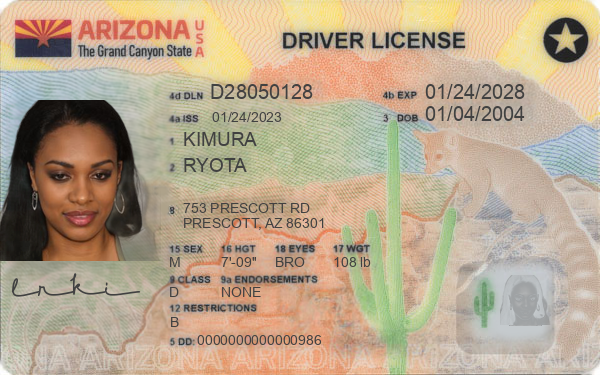 ARIZONA USA
The Grand Canyon State
DRIVER LICENSE
4d DLN D28050128
4b EXP 01/24/2028
4a ISS 01/24/2023
3 DOB 01/04/2004
1 KIMURA
2 RYOTA
8 753 PRESCOTT RD
PRESCOTT, AZ 86301
15 SEX 16 HGT 18 EYES 17 WGT
M 7'-09" BRO 108 lb
9 CLASS 9a ENDORSEMENTS
D NONE
12 RESTRICTIONS
B
5 DD: 0000000000000986
ARIZONA ARIZONA ARIZONA ARIZONA